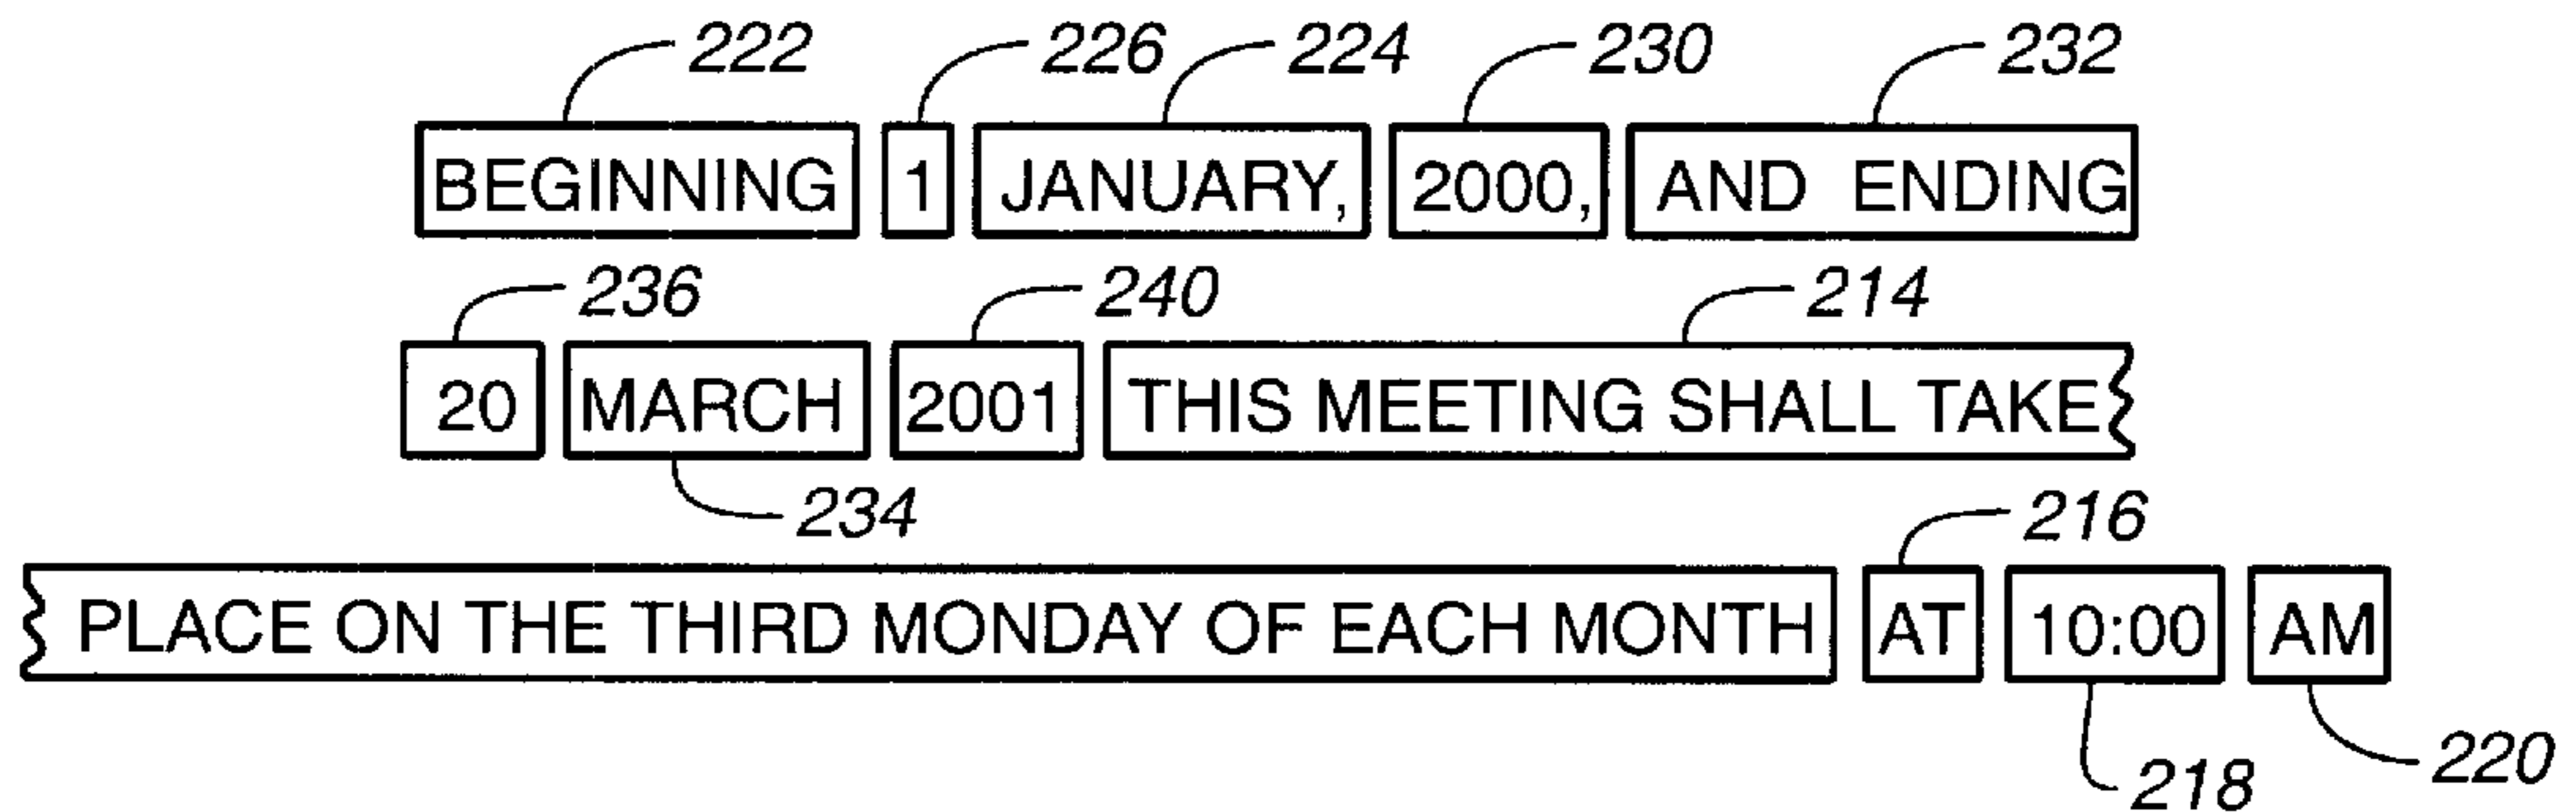 222 226 224 230 232
BEGINNING 1 JANUARY, 2000, AND ENDING
236 240 214
20 MARCH 2001 THIS MEETING SHALL TAKE
234 216
PLACE ON THE THIRD MONDAY OF EACH MONTH AT 10:00 AM
218 220